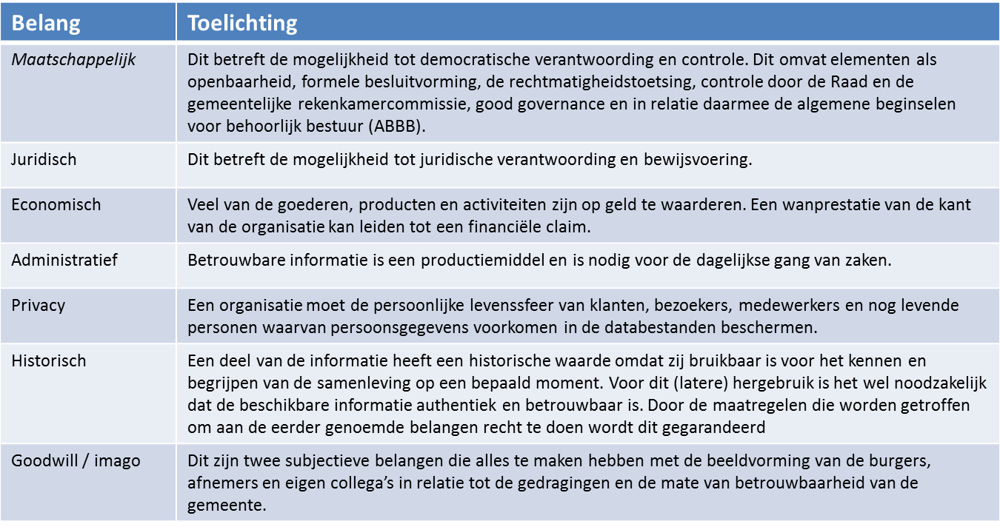 Belang
Toelichting
Maatschappelijk
Dit betreft de mogelijkheid tot democratische verantwoording en controle. Dit omvat elementen als
openbaarheid, formele besluitvorming, de rechtmatigheidstoetsing, controle door de Raad en de
gemeentelijke rekenkamercommissie, good governance en in relatie daarmee de algemene beginselen
voor behoorlijk bestuur (ABBB).
Juridisch
Dit betreft de mogelijkheid tot juridische verantwoording en bewijsvoering.
Economisch
Veel van de goederen, producten en activiteiten zijn op geld te waarderen. Een wanprestatie van de kant
van de organisatie kan leiden tot een financiële claim.
Administratief
Betrouwbare informatie is een productiemiddel en is nodig voor de dagelijkse gang van zaken.
Privacy
Een organisatie moet de persoonlijke levenssfeer van klanten, bezoekers, medewerkers en nog levende
personen waarvan persoonsgegevens voorkomen in de databestanden beschermen.
Historisch
Een deel van de informatie heeft een historische waarde omdat zij bruikbaar is voor het kennen en
begrijpen van de samenleving op een bepaald moment. Voor dit (latere) hergebruik is het wel noodzakelijk
dat de beschikbare informatie authentiek en betrouwbaar is. Door de maatregelen die worden getroffen
om aan de eerder genoemde belangen recht te doen wordt dit gegarandeerd
Goodwill / imago
Dit zijn twee subjectieve belangen die alles te maken hebben met de beeldvorming van de burgers,
afnemers en eigen collega’s in relatie tot de gedragingen en de mate van betrouwbaarheid van de
gemeente.